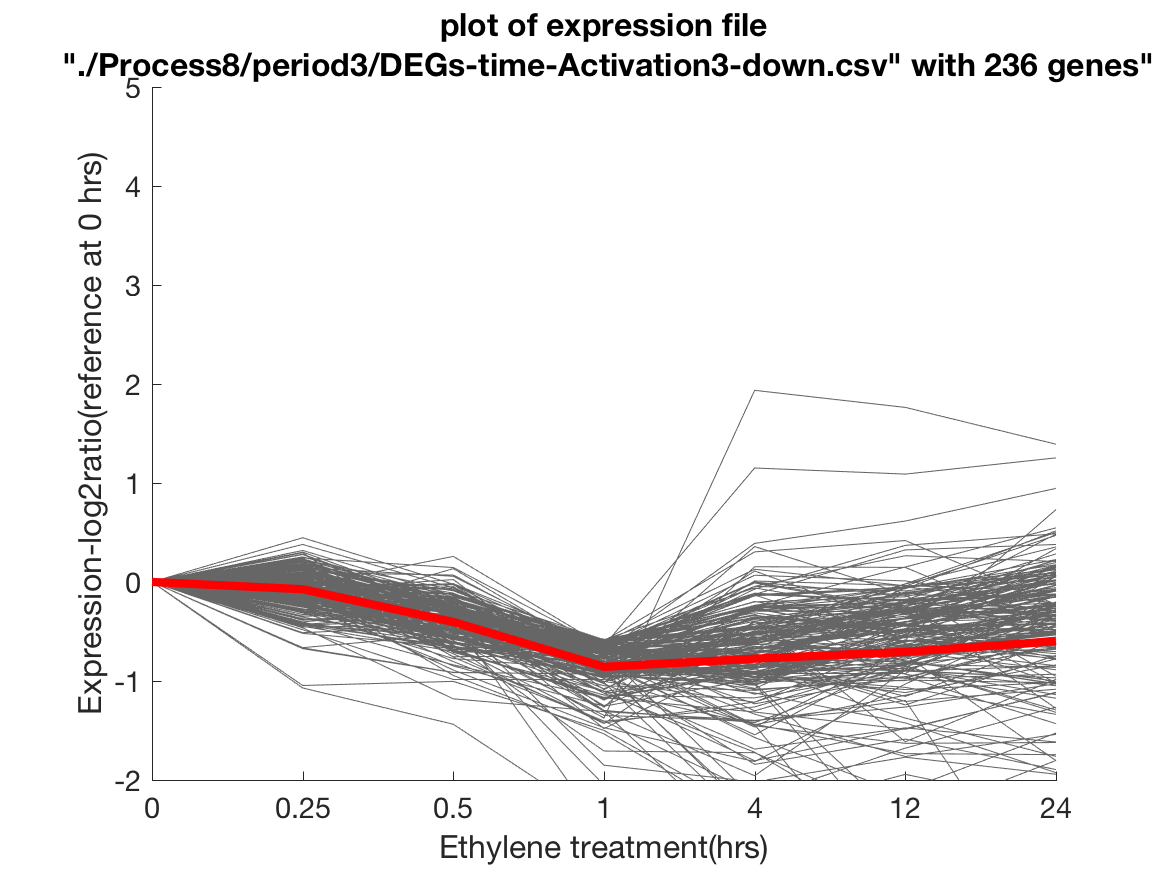 plot of expression file
"./Process8/period3/DEGs-time-Activation3-down.csv" with 236 genes"
Expression-log2ratio(reference at 0 hrs)
5
4
3
2
1
0
-1
-2
0 0.25 0.5 1 4 12 24
Ethylene treatment(hrs)